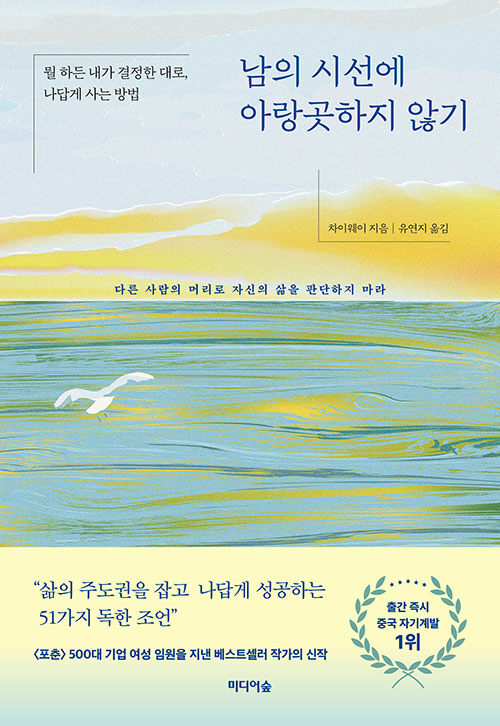 뭘 하든 내가 결정한 대로,
나답게 사는 방법
남의 시선에
아랑곳하지 않기
차이웨이 지음 | 유연지 옮김
다른 사람의 머리로 자신의 삶을 판단하지 마라
“삶의 주도권을 잡고 나답게 성공하는
51가지 독한 조언”
〈포춘〉 500대 기업 여성 임원을 지낸 베스트셀러 작가의 신작
출간 즉시
중국 자기계발
1위
미디어숲